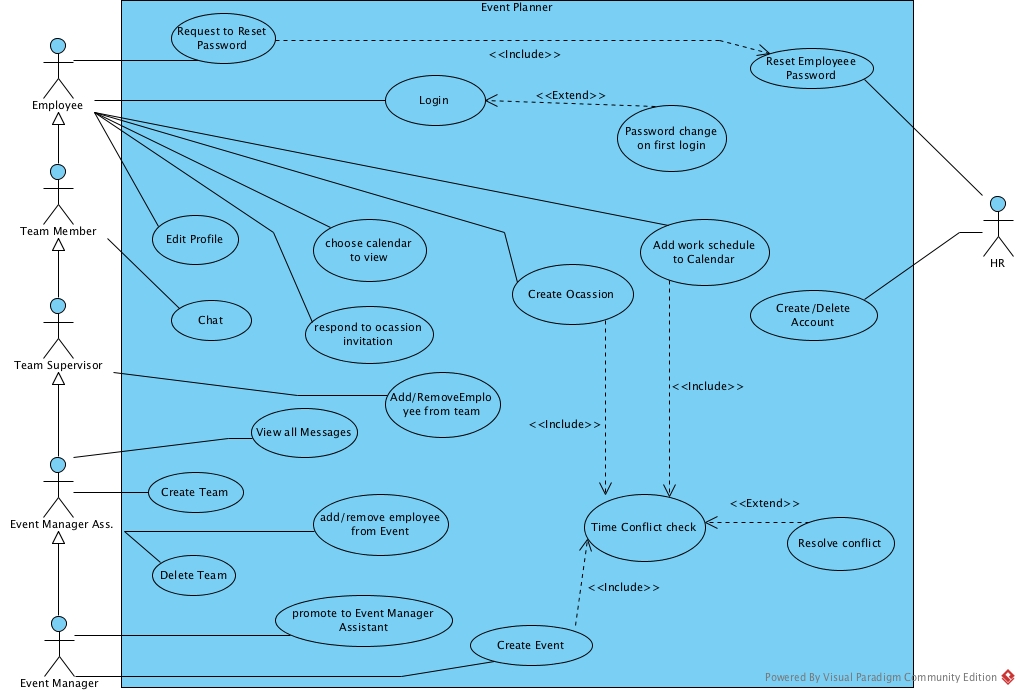 Event Planner
Request to Reset
Password
<<Include>>
Reset Employeee
Password
Employee
Login
<<Extend>>
Password change
on first login
Team Member
Edit Profile
choose calendar
to view
Add work schedule
to Calendar
HR
Create Ocassion
Chat
respond to ocassion
invitation
Create/Delete
Account
Team Supervisor
<<Include>>
Add/RemoveEmplo
yee from team
View all Messages
<<Include>>
Create Team
<<Extend>>
Event Manager Ass.
add/remove employee
from Event
Time Conflict check
Resolve conflict
Delete Team
<<Include>>
promote to Event Manager
Assistant
Create Event
Event Manager
Powered By Visual Paradigm Community Edition